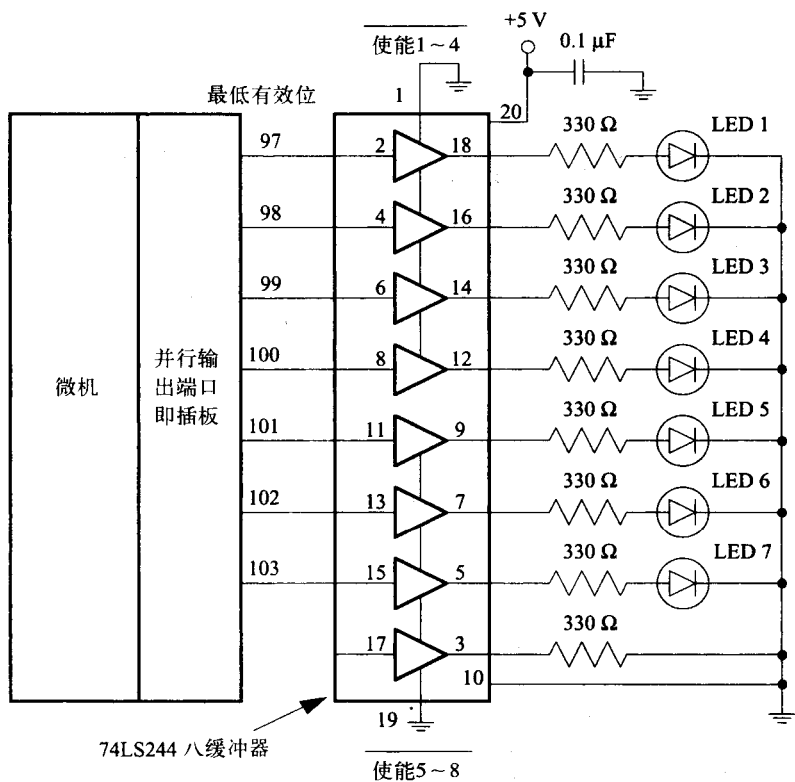 +5 V
使能1~4
0.1 μF
最低有效位
1
20
97
2
18
330 Ω
LED 1
98
4
16
330 Ω
LED 2
99
6
14
330 Ω
LED 3
100
8
12
330 Ω
LED 4
微机
并行输
出端口
即插板
101
11
9
330 Ω
LED 5
102
13
7
330 Ω
LED 6
103
15
5
330 Ω
LED 7
17
3
330 Ω
10
19
74LS244 八缓冲器
使能5~8